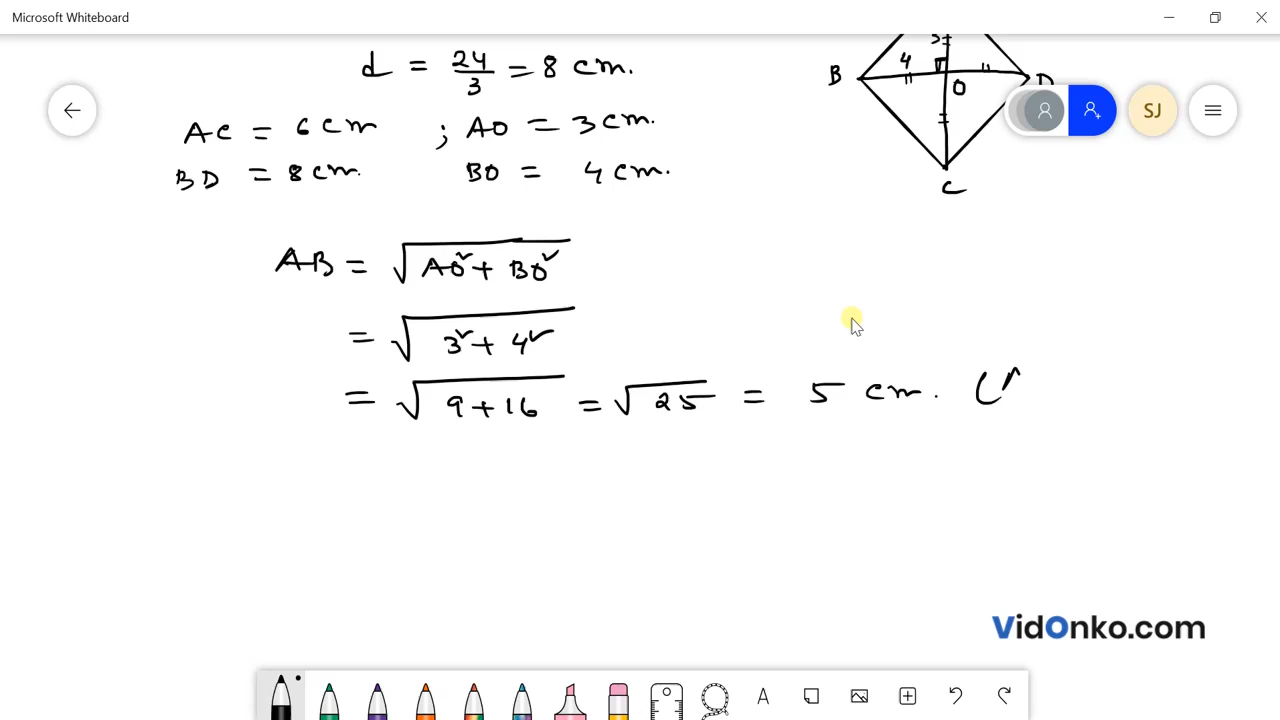 Microsoft Whiteboard
d = 24/3 = 8 cm.
AC = 6 cm ; AO = 3 cm.
BD = 8 cm. BO = 4 cm.
B 4 3 O D
C
SJ
AB = √(AO² + BO²)
= √(3² + 4²)
= √(9 + 16) = √25 = 5 cm.
VidOnko.com
A